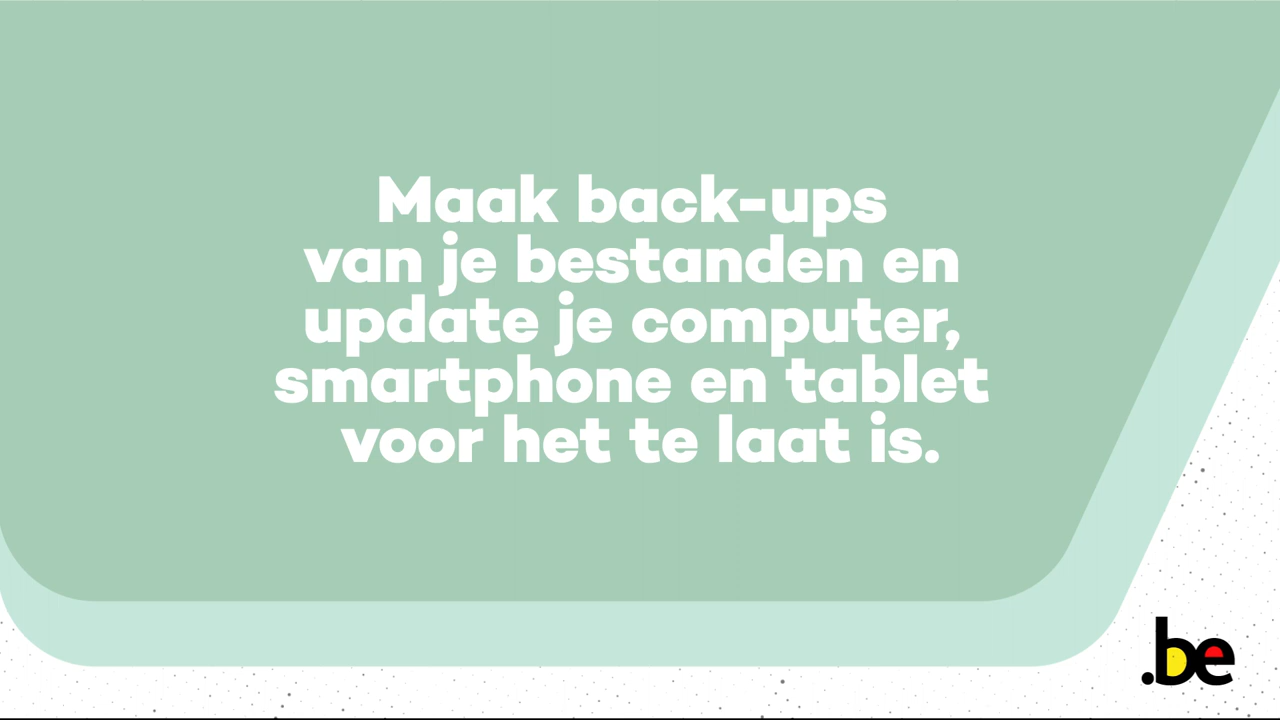 Maak back-ups
van je bestanden en
update je computer,
smartphone en tablet
voor het te laat is.
.be